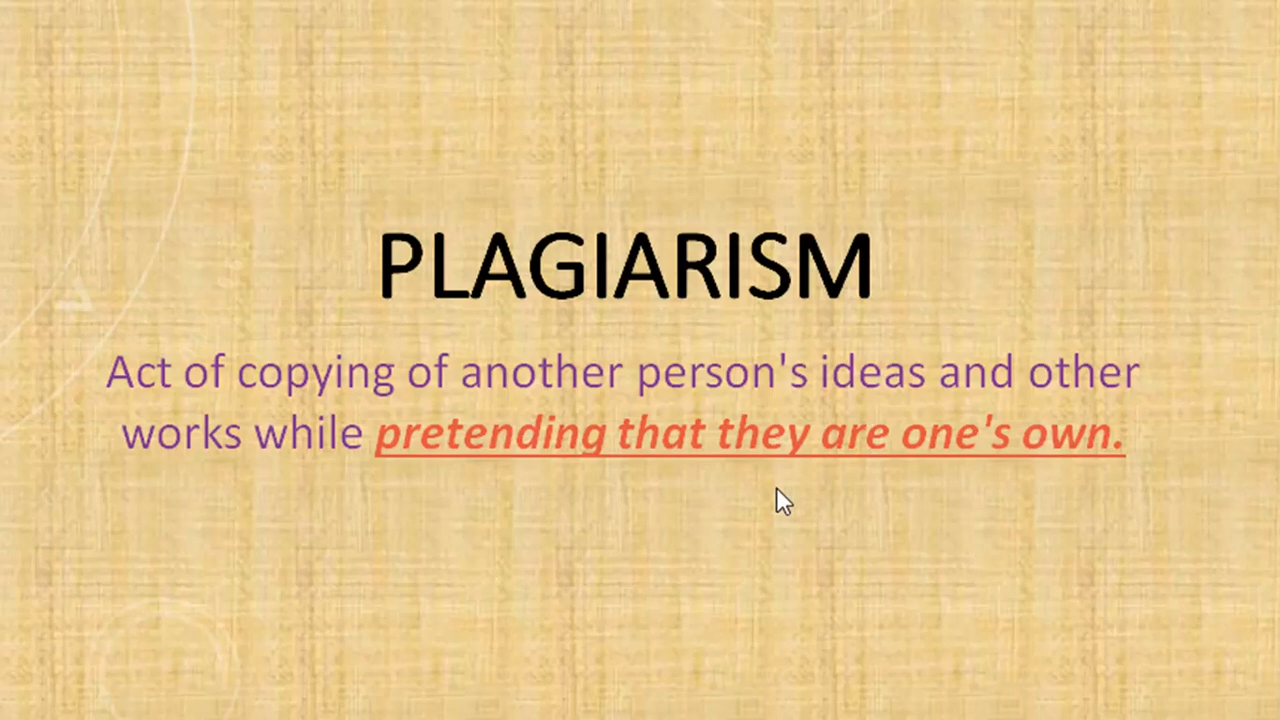 PLAGIARISM
Act of copying of another person's ideas and other
works while pretending that they are one's own.